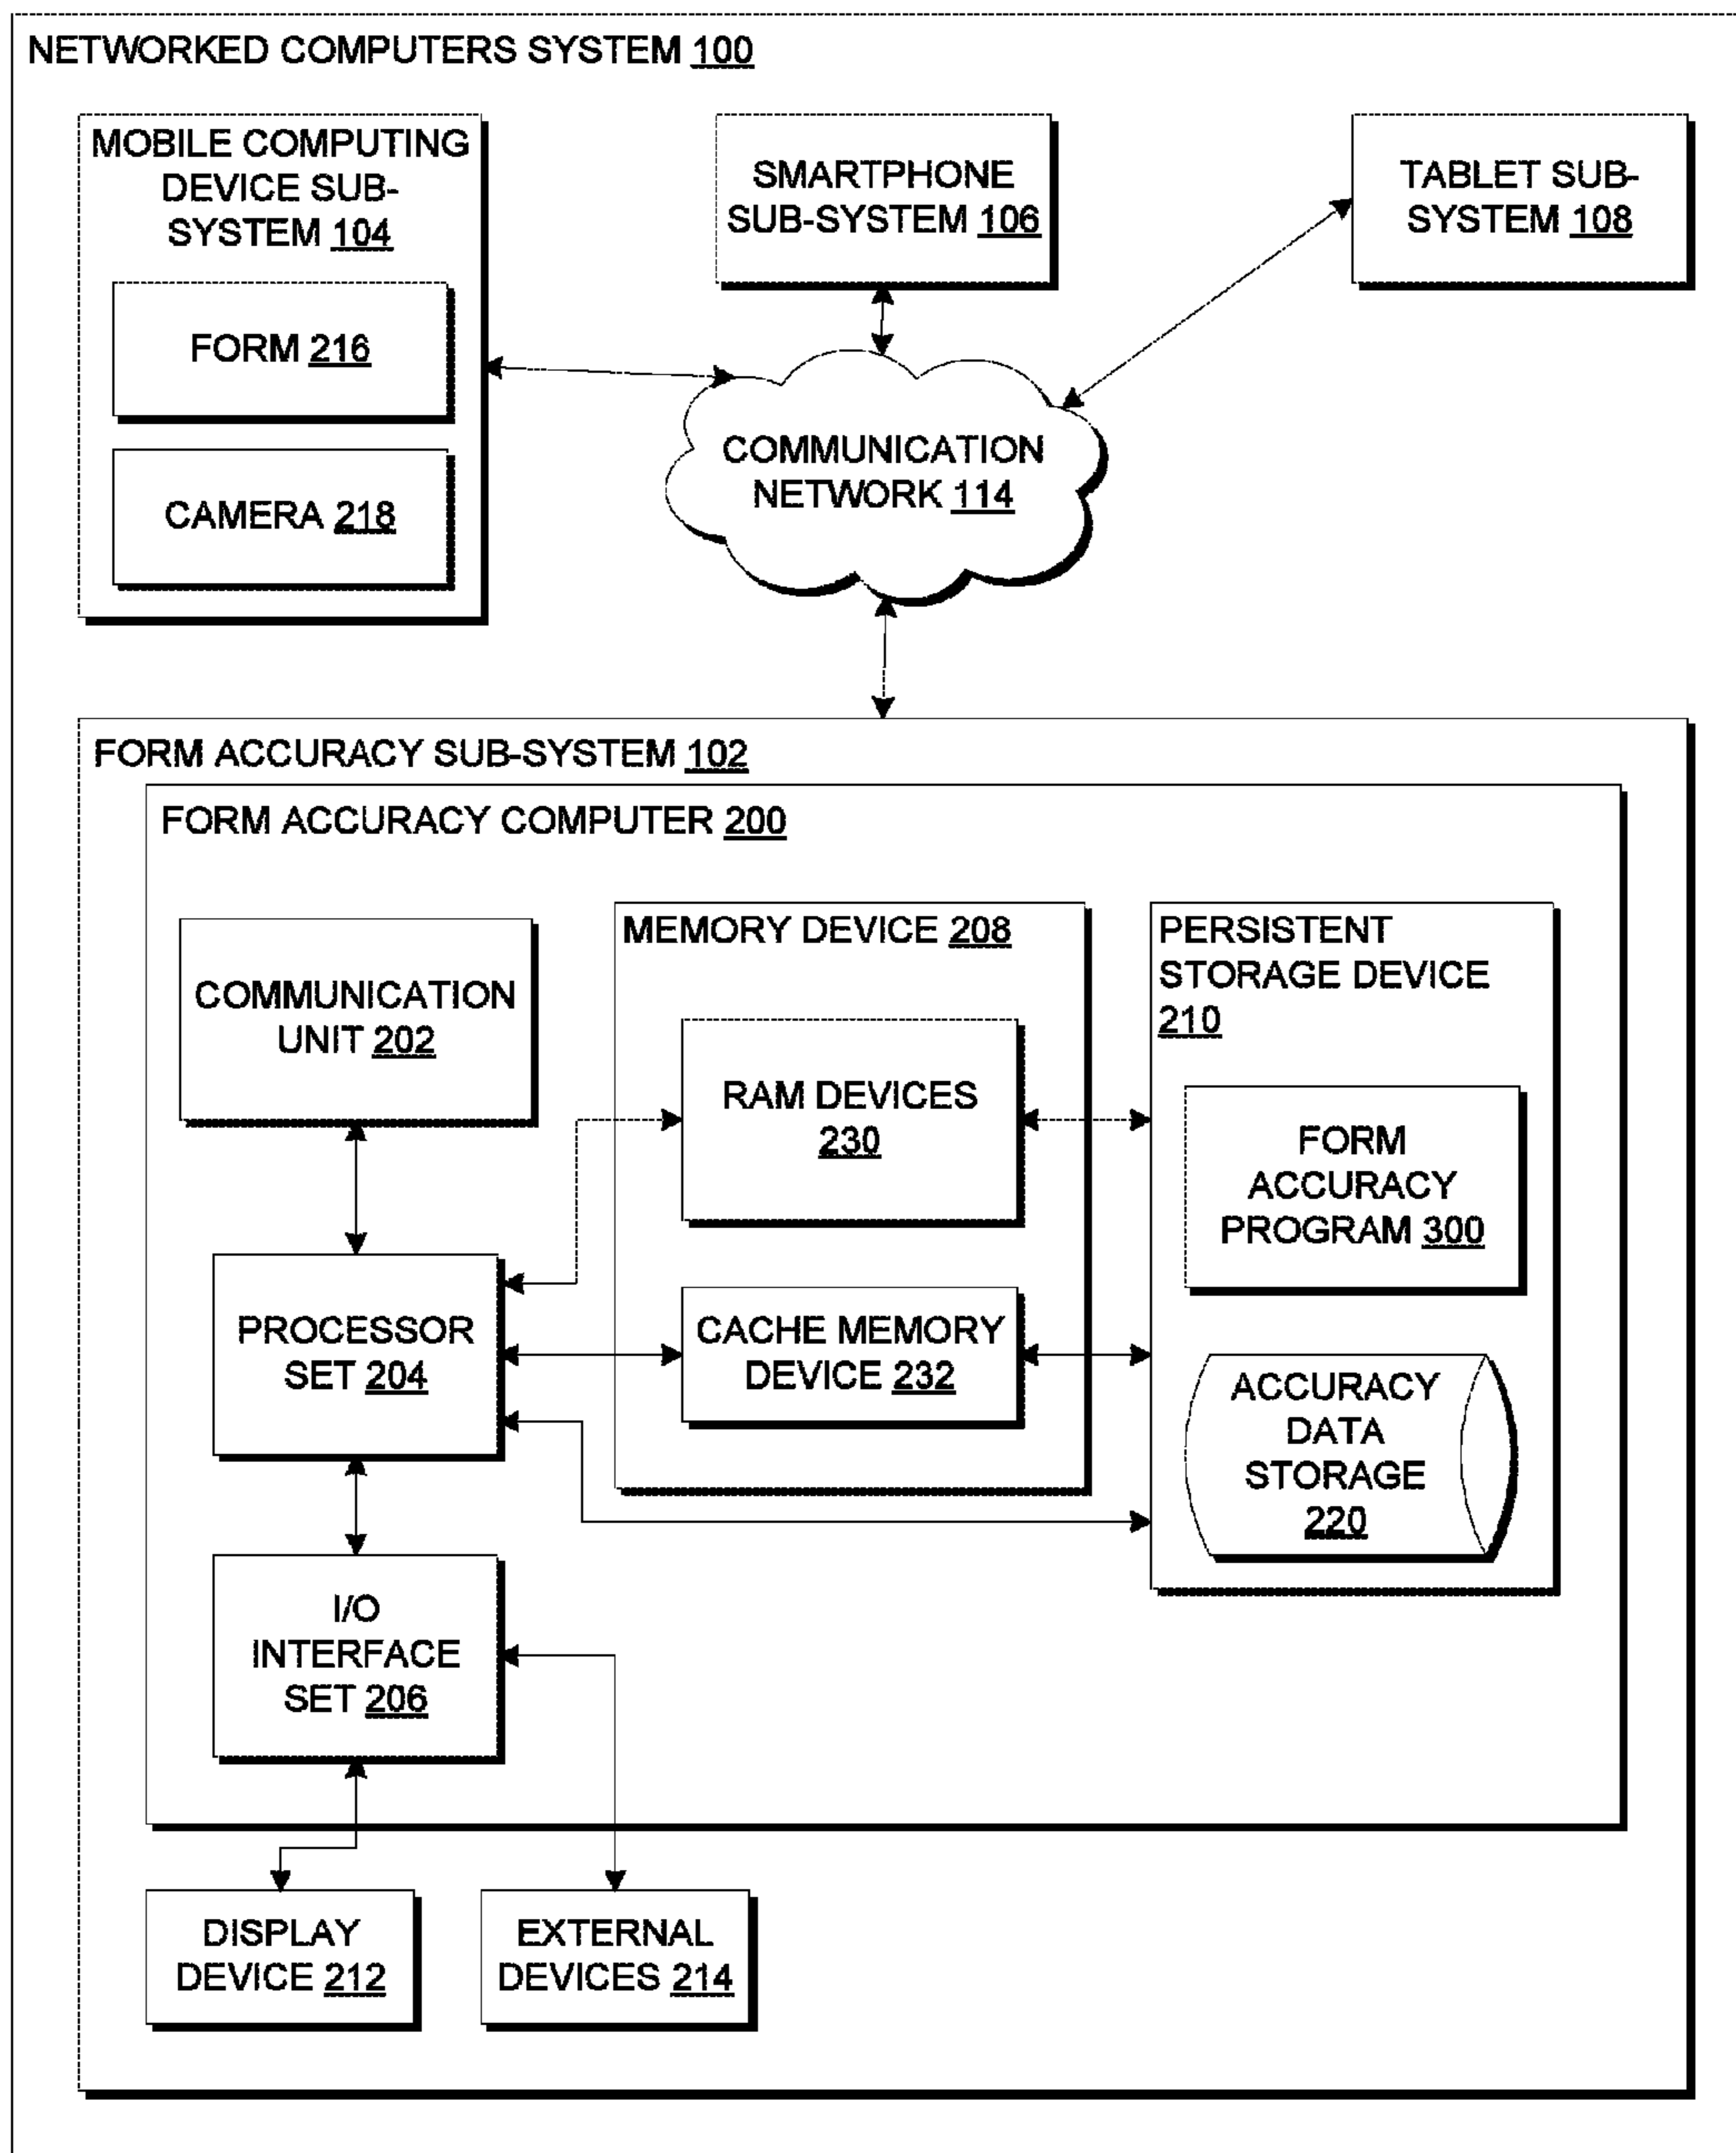 NETWORKED COMPUTERS SYSTEM 100
MOBILE COMPUTING
DEVICE SUB-
SYSTEM 104
FORM 216
CAMERA 218
SMARTPHONE
SUB-SYSTEM 106
TABLET SUB-
SYSTEM 108
COMMUNICATION
NETWORK 114
FORM ACCURACY SUB-SYSTEM 102
FORM ACCURACY COMPUTER 200
COMMUNICATION
UNIT 202
PROCESSOR
SET 204
I/O
INTERFACE
SET 206
MEMORY DEVICE 208
RAM DEVICES
230
CACHE MEMORY
DEVICE 232
PERSISTENT
STORAGE DEVICE
210
FORM
ACCURACY
PROGRAM 300
ACCURACY
DATA
STORAGE
220
DISPLAY
DEVICE 212
EXTERNAL
DEVICES 214